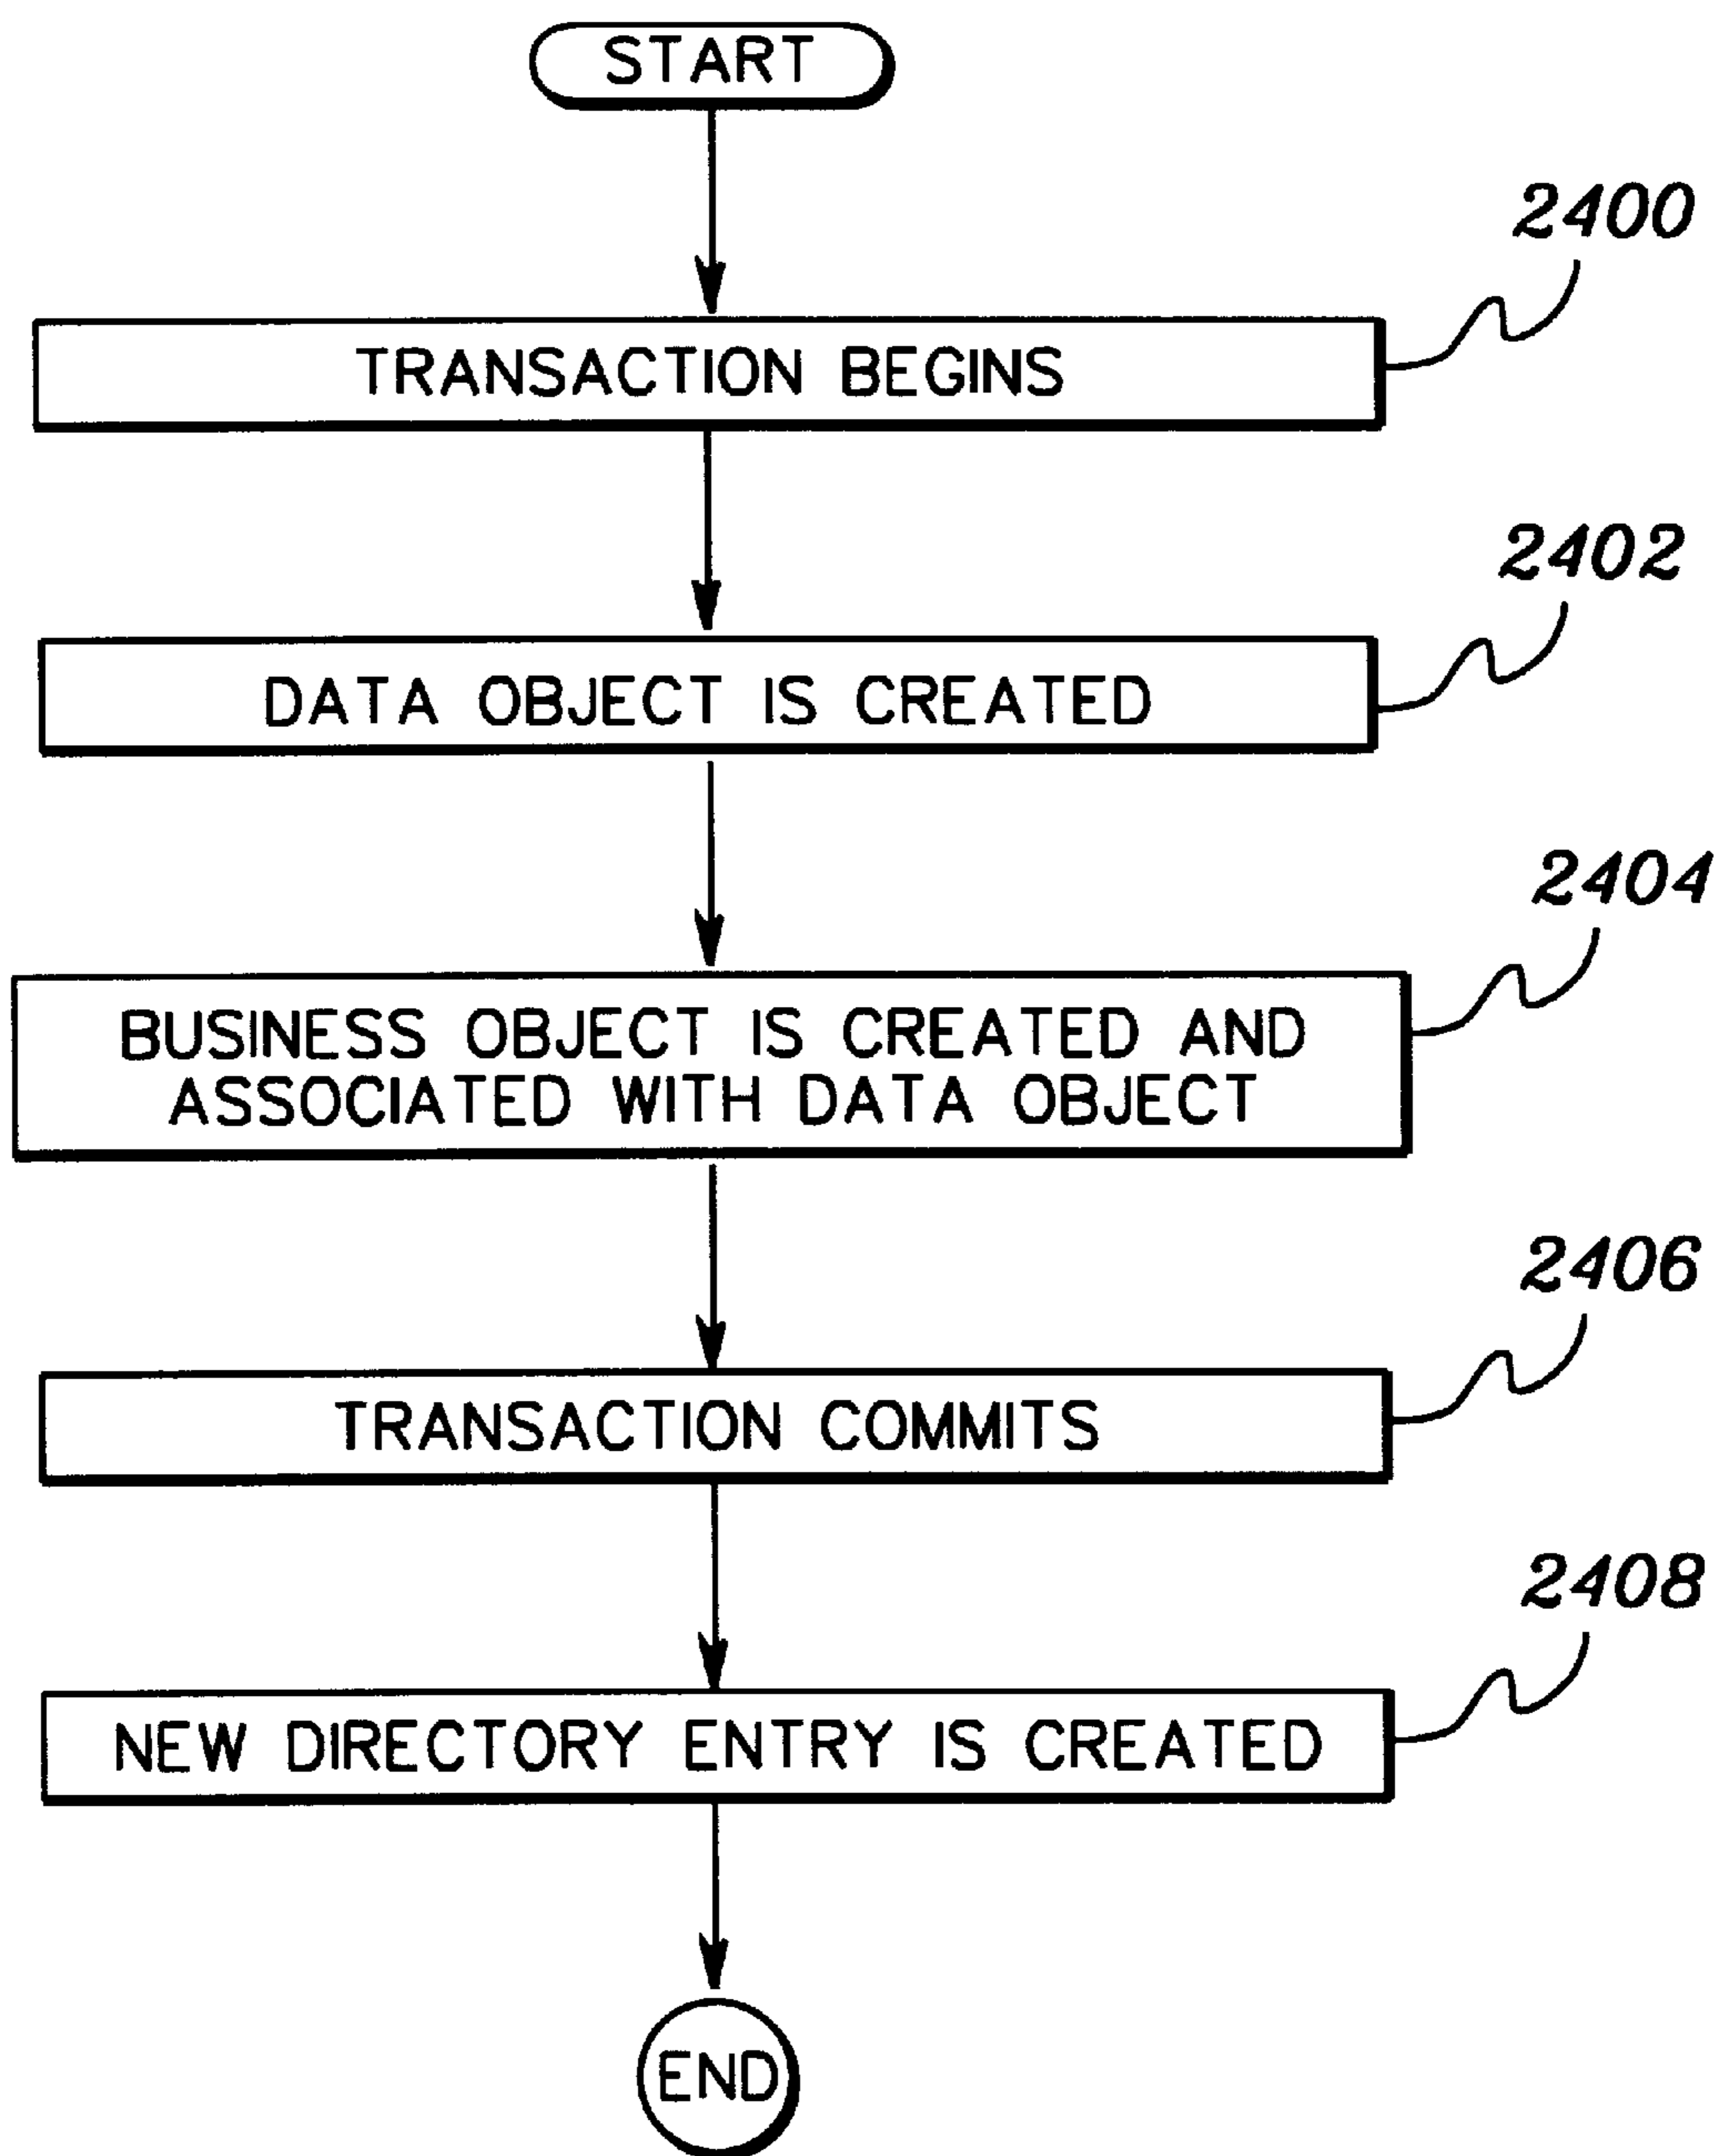 START
2400
TRANSACTION BEGINS
2402
DATA OBJECT IS CREATED
2404
BUSINESS OBJECT IS CREATED AND
ASSOCIATED WITH DATA OBJECT
2406
TRANSACTION COMMITS
2408
NEW DIRECTORY ENTRY IS CREATED
END